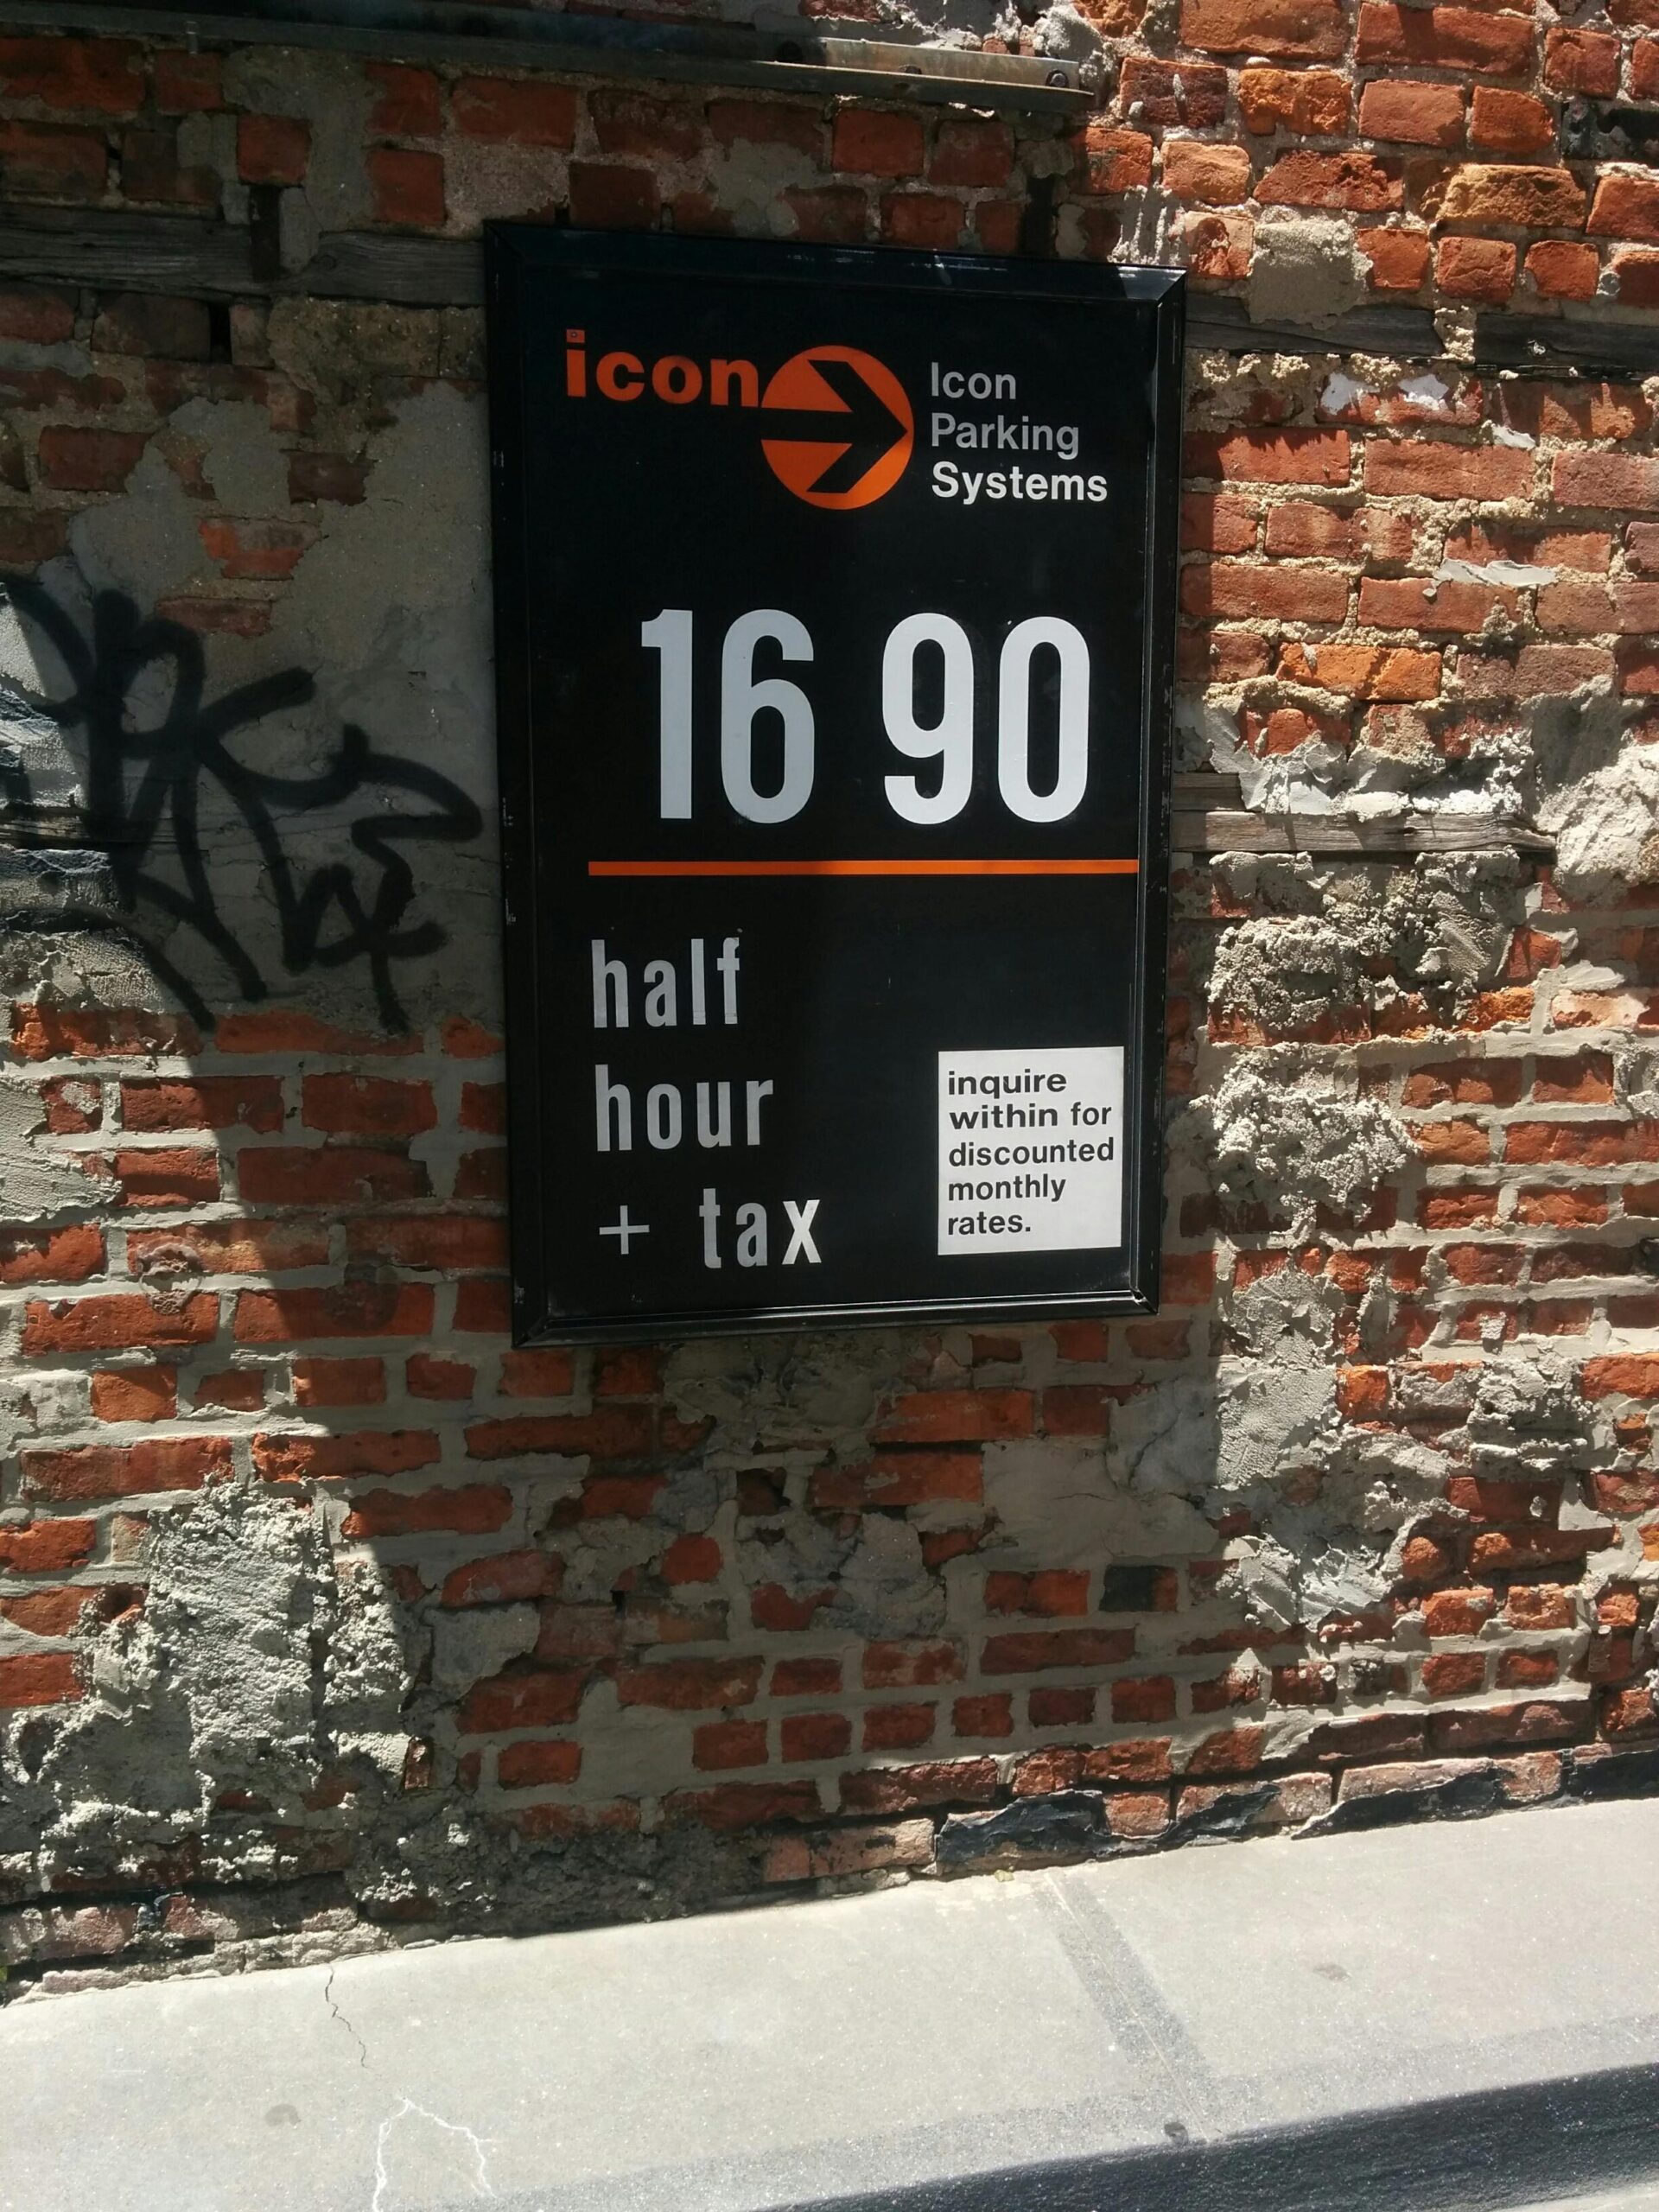 icon
Icon
Parking
Systems
16 90
half
hour
+ tax
inquire
within for
discounted
monthly
rates.